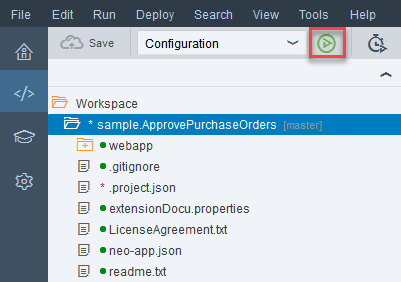 File Edit Run Deploy Search View Tools Help
Save Configuration
Workspace
* sample.ApprovePurchaseOrders [master]
webapp
.gitignore
* .project.json
extensionDocu.properties
LicenseAgreement.txt
neo-app.json
readme.txt